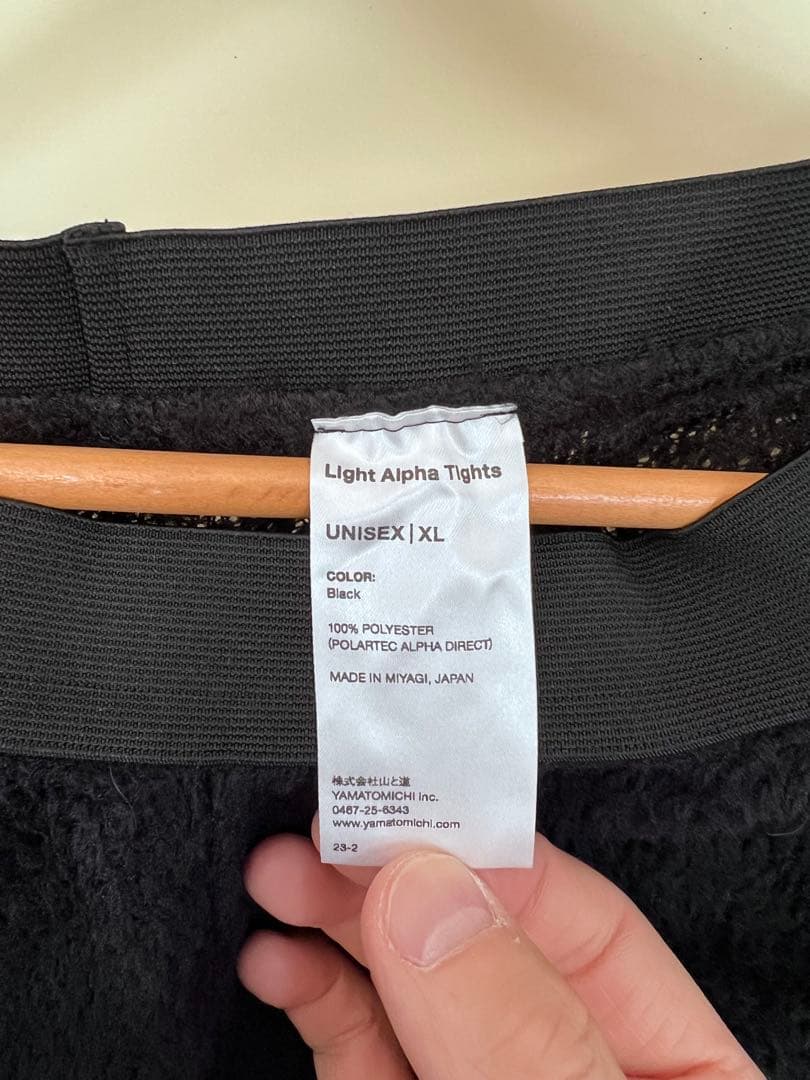 Light Alpha Tights
UNISEX | XL
COLOR:
Black
100% POLYESTER
(POLARTEC ALPHA DIRECT)
MADE IN MIYAGI, JAPAN
株式会社山と道
YAMATOMICHI Inc.
0467-25-6343
www.yamatomichi.com
23-2